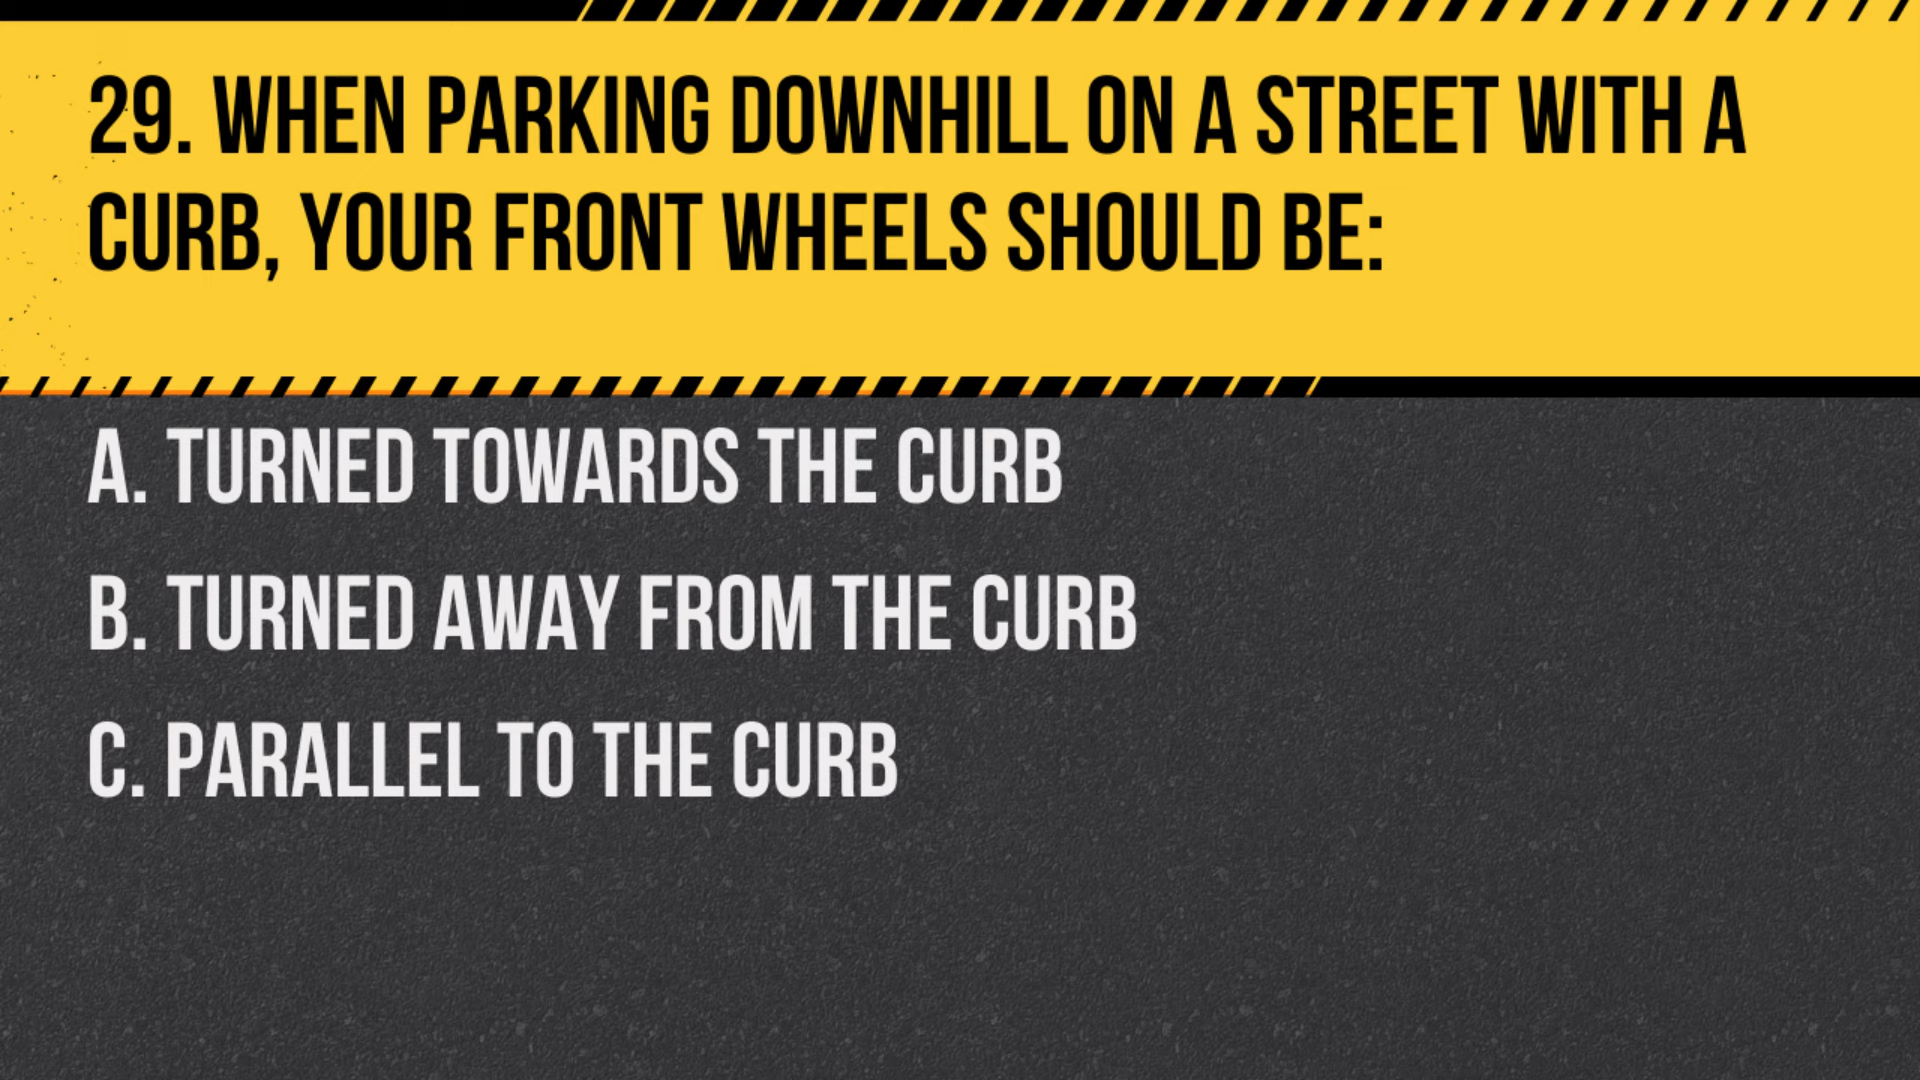 29. WHEN PARKING DOWNHILL ON A STREET WITH A
CURB, YOUR FRONT WHEELS SHOULD BE:
A. TURNED TOWARDS THE CURB
B. TURNED AWAY FROM THE CURB
C. PARALLEL TO THE CURB